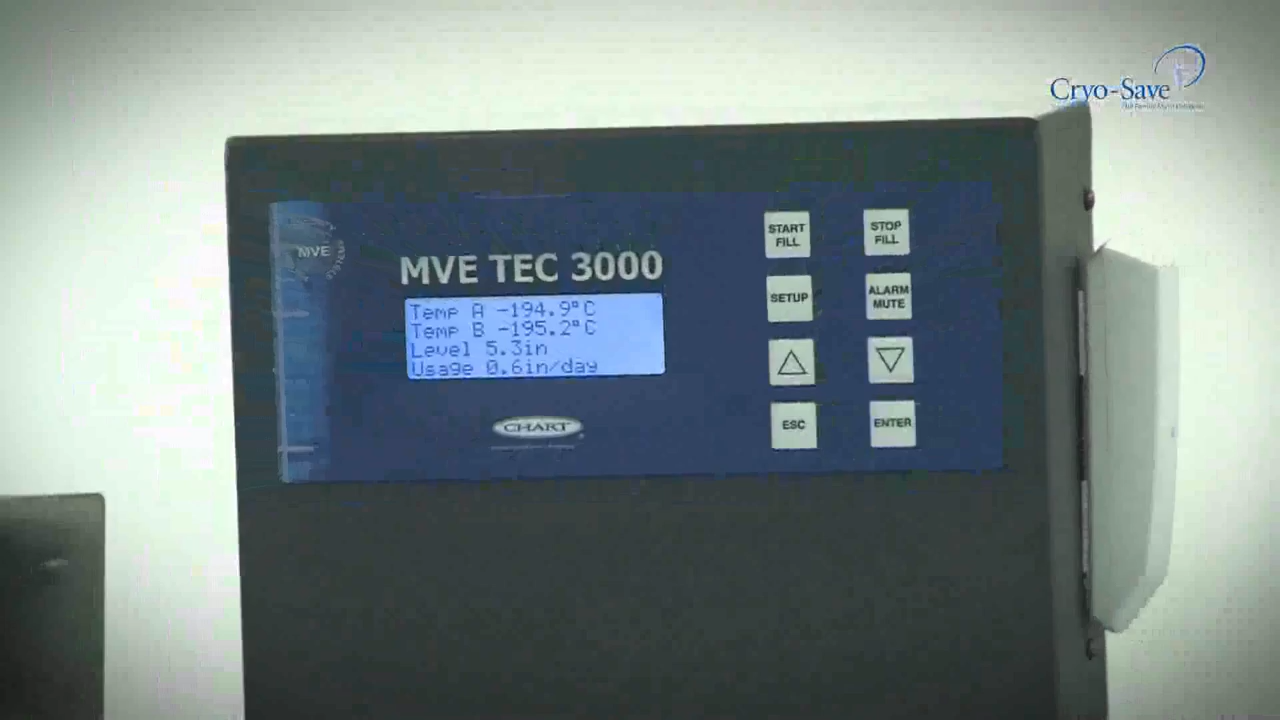 Cryo-Save
MVE
MVE TEC 3000
Temp A -194.9°C
Temp B -195.2°C
Level 5.3in
Usage 0.6in/day
CHART
START
FILL
STOP
FILL
SETUP
ALARM
MUTE
ESC
ENTER